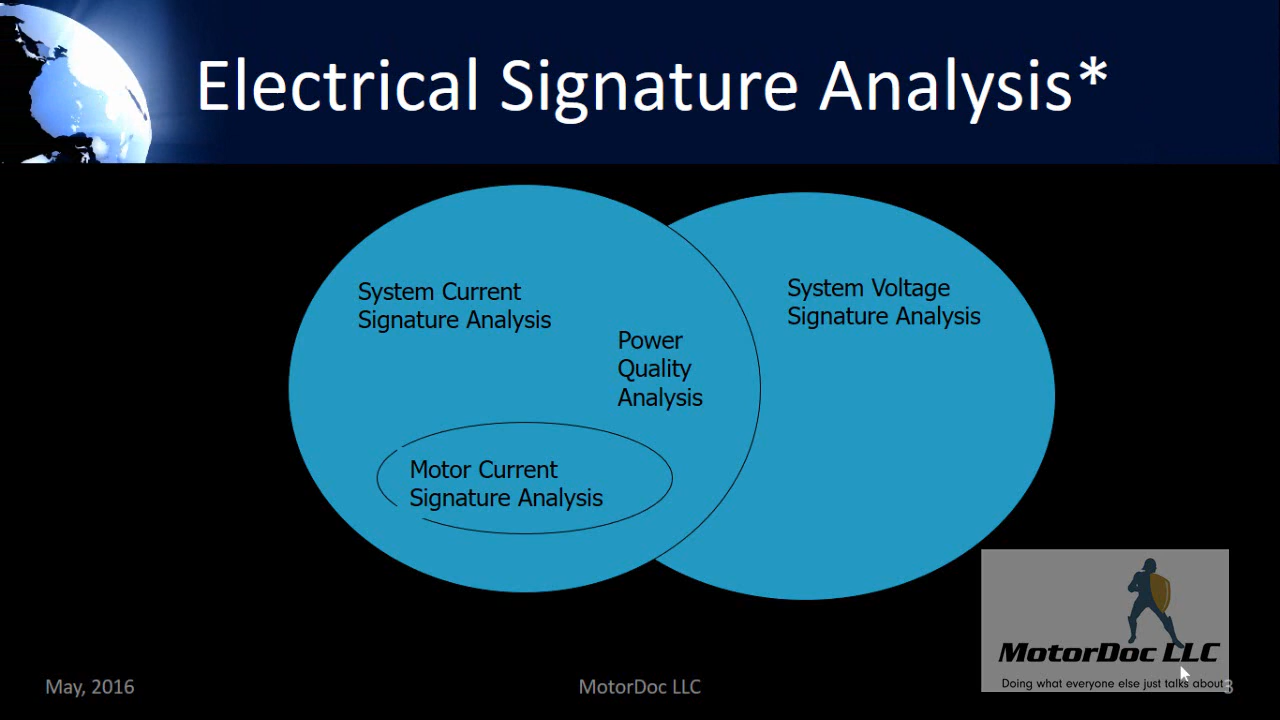 Electrical Signature Analysis*
System Current
Signature Analysis
System Voltage
Signature Analysis
Power
Quality
Analysis
Motor Current
Signature Analysis
MotorDoc LLC
Doing what everyone else just talks about
May, 2016
MotorDoc LLC
3